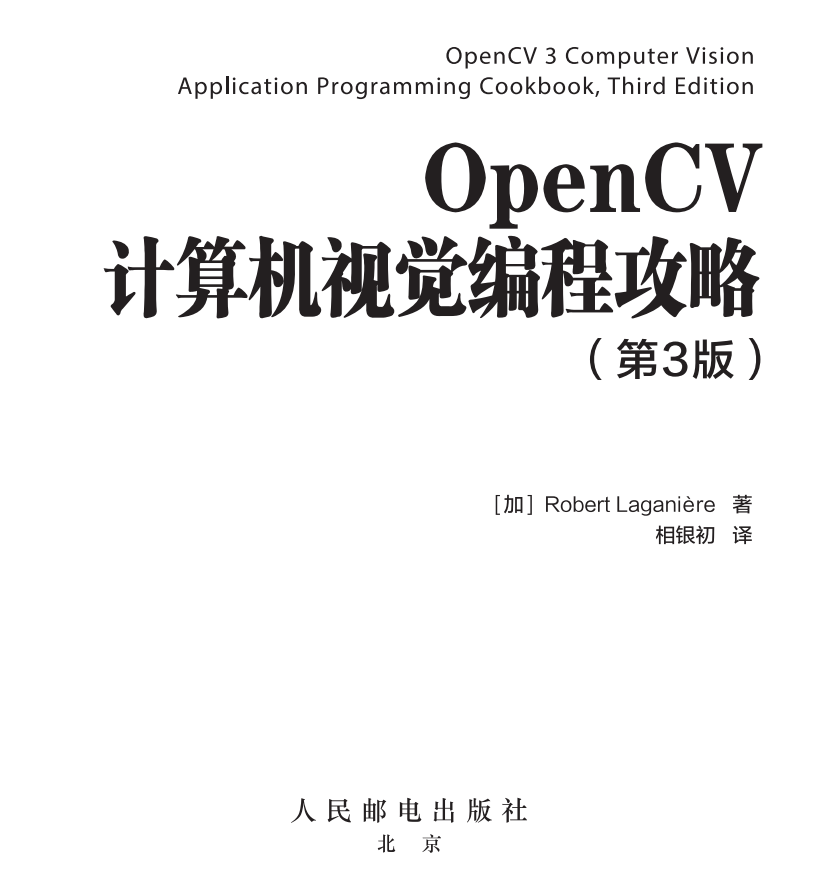 OpenCV 3 Computer Vision
Application Programming Cookbook, Third Edition
OpenCV
计算机视觉编程攻略
（第3版）
[加] Robert Laganière 著
相银初 译
人民邮电出版社
北 京